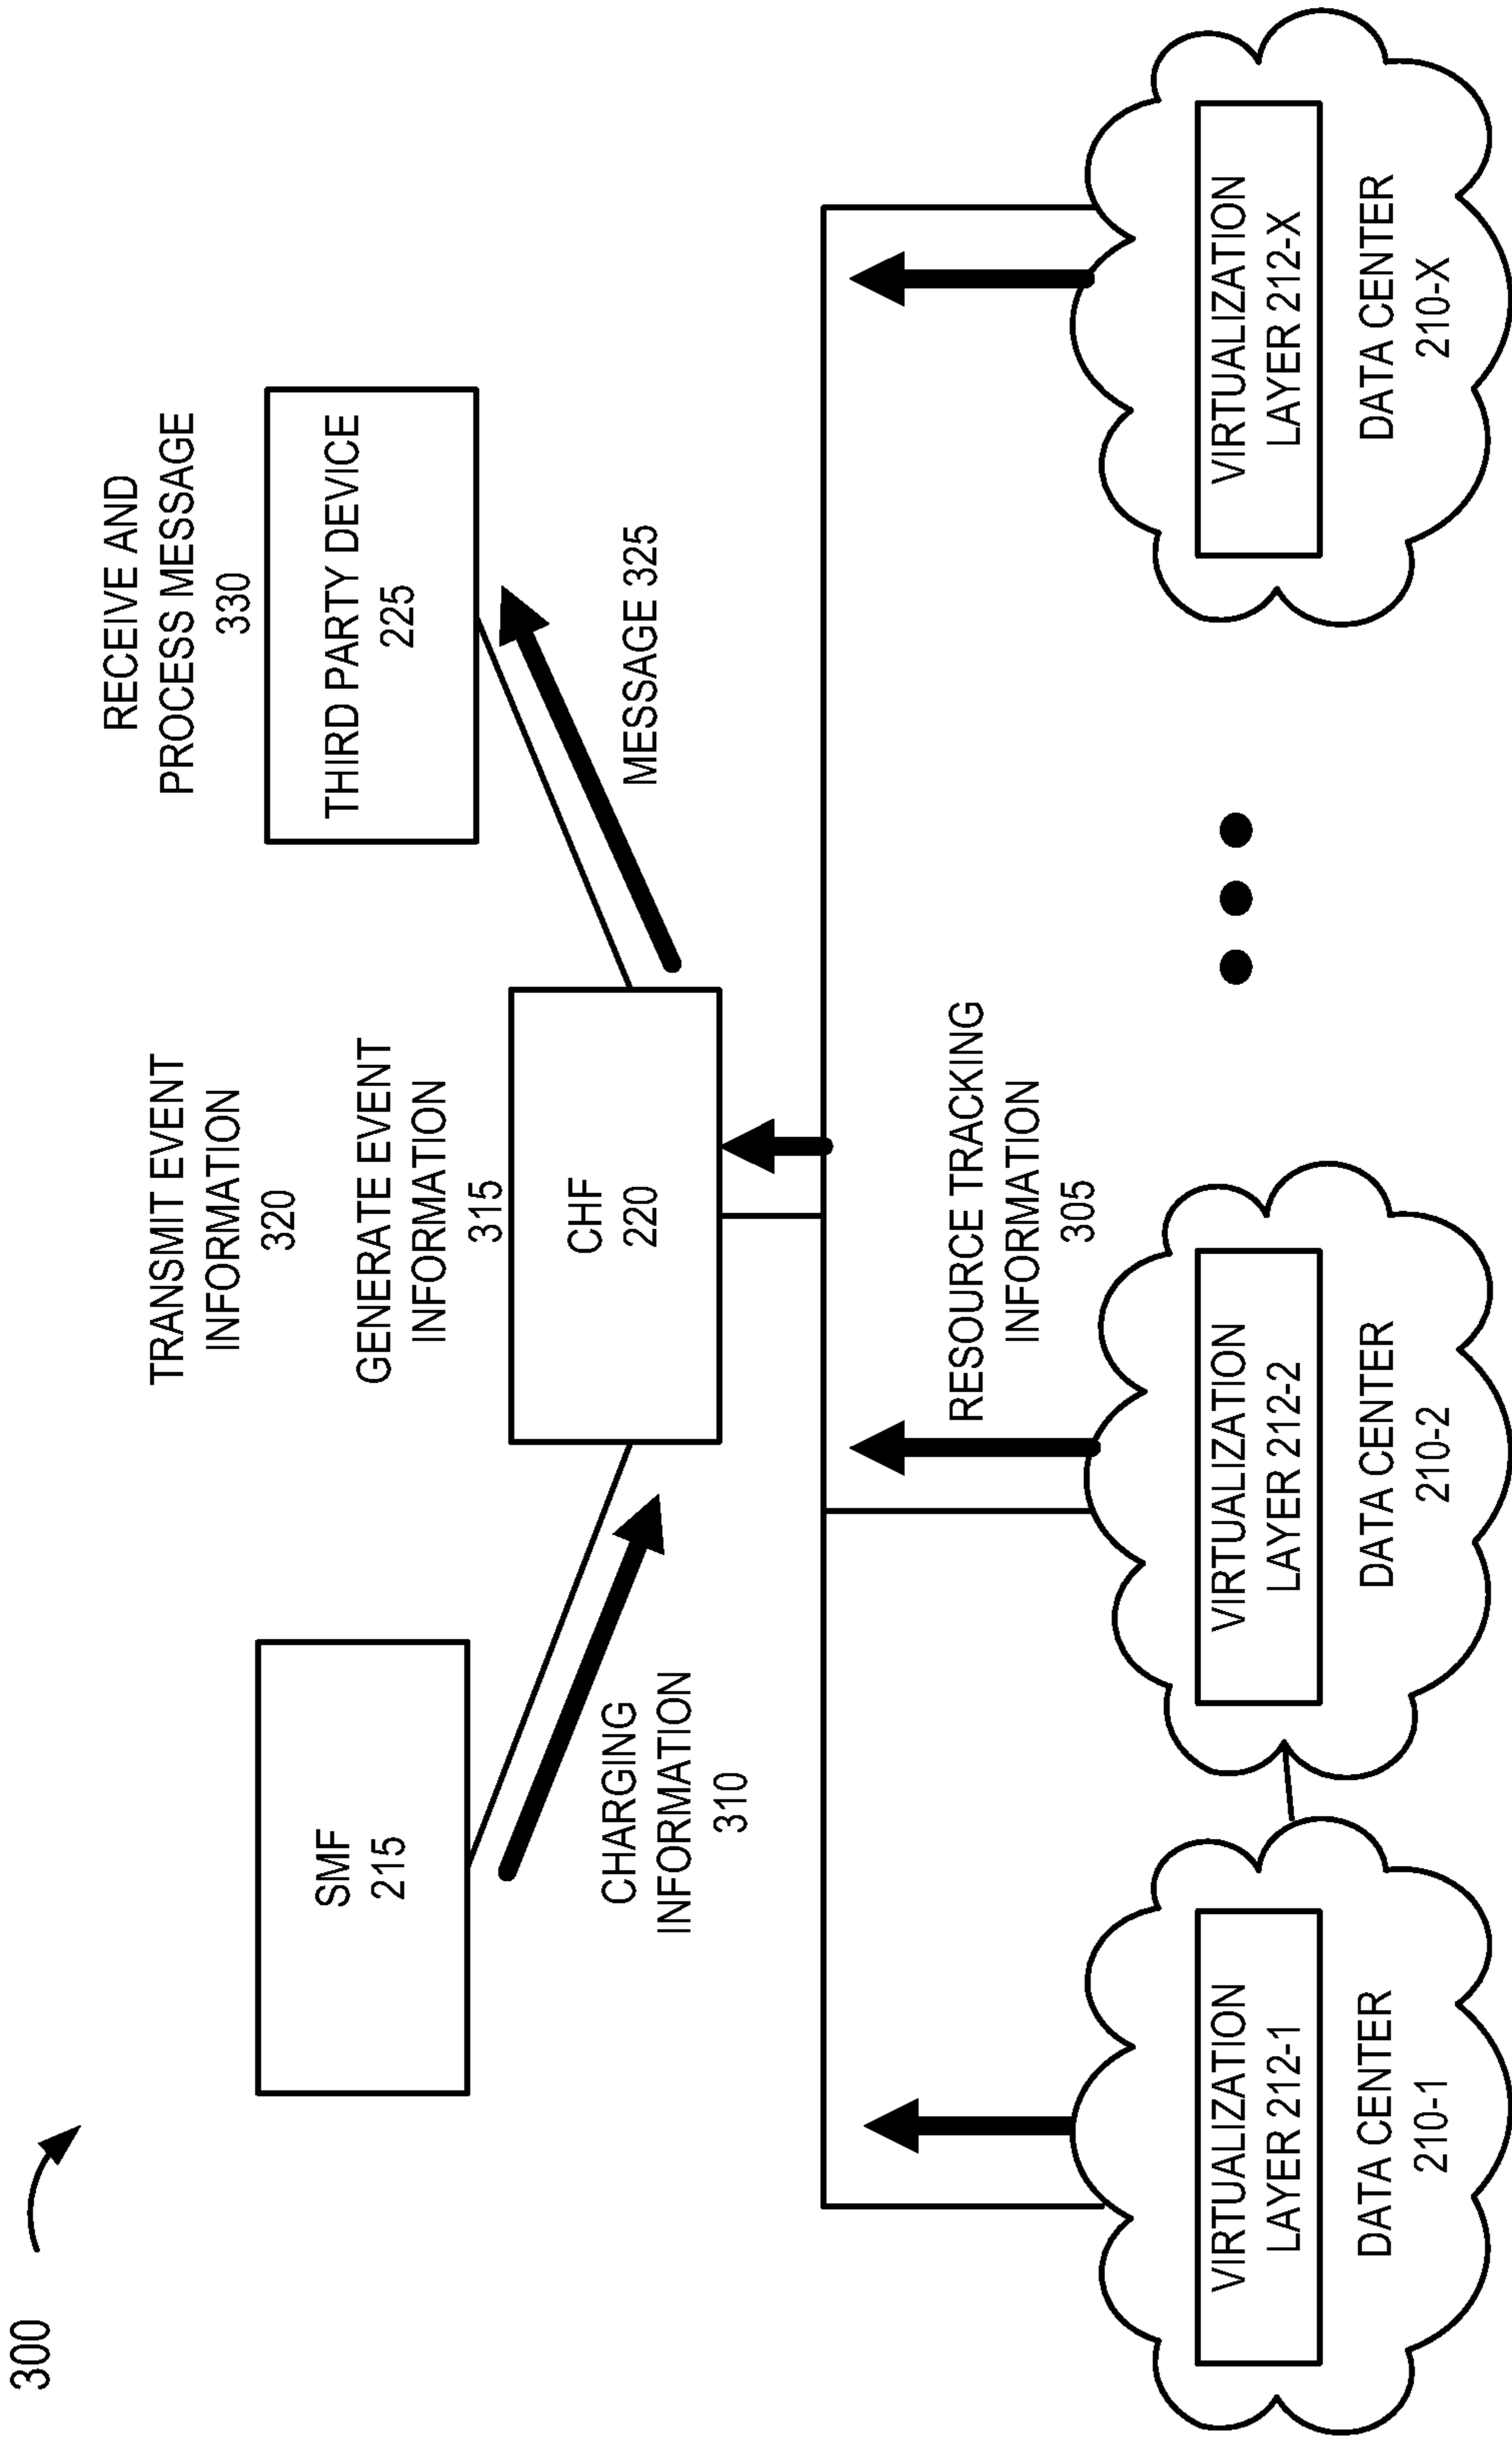 300
RECEIVE AND
PROCESS MESSAGE
330
TRANSMIT EVENT
INFORMATION
320
SMF
215
THIRD PARTY DEVICE
225
GENERATE EVENT
INFORMATION
315
CHF
220
CHARGING
INFORMATION
310
MESSAGE 325
RESOURCE TRACKING
INFORMATION
305
VIRTUALIZATION
LAYER 212-1
DATA CENTER
210-1
VIRTUALIZATION
LAYER 212-2
DATA CENTER
210-2
VIRTUALIZATION
LAYER 212-X
DATA CENTER
210-X